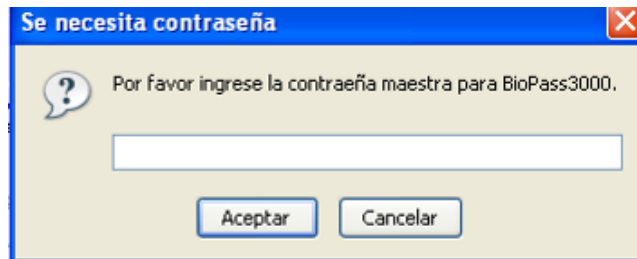 Se necesita contraseña
Por favor ingrese la contraeña maestra para BioPass3000.
Aceptar
Cancelar